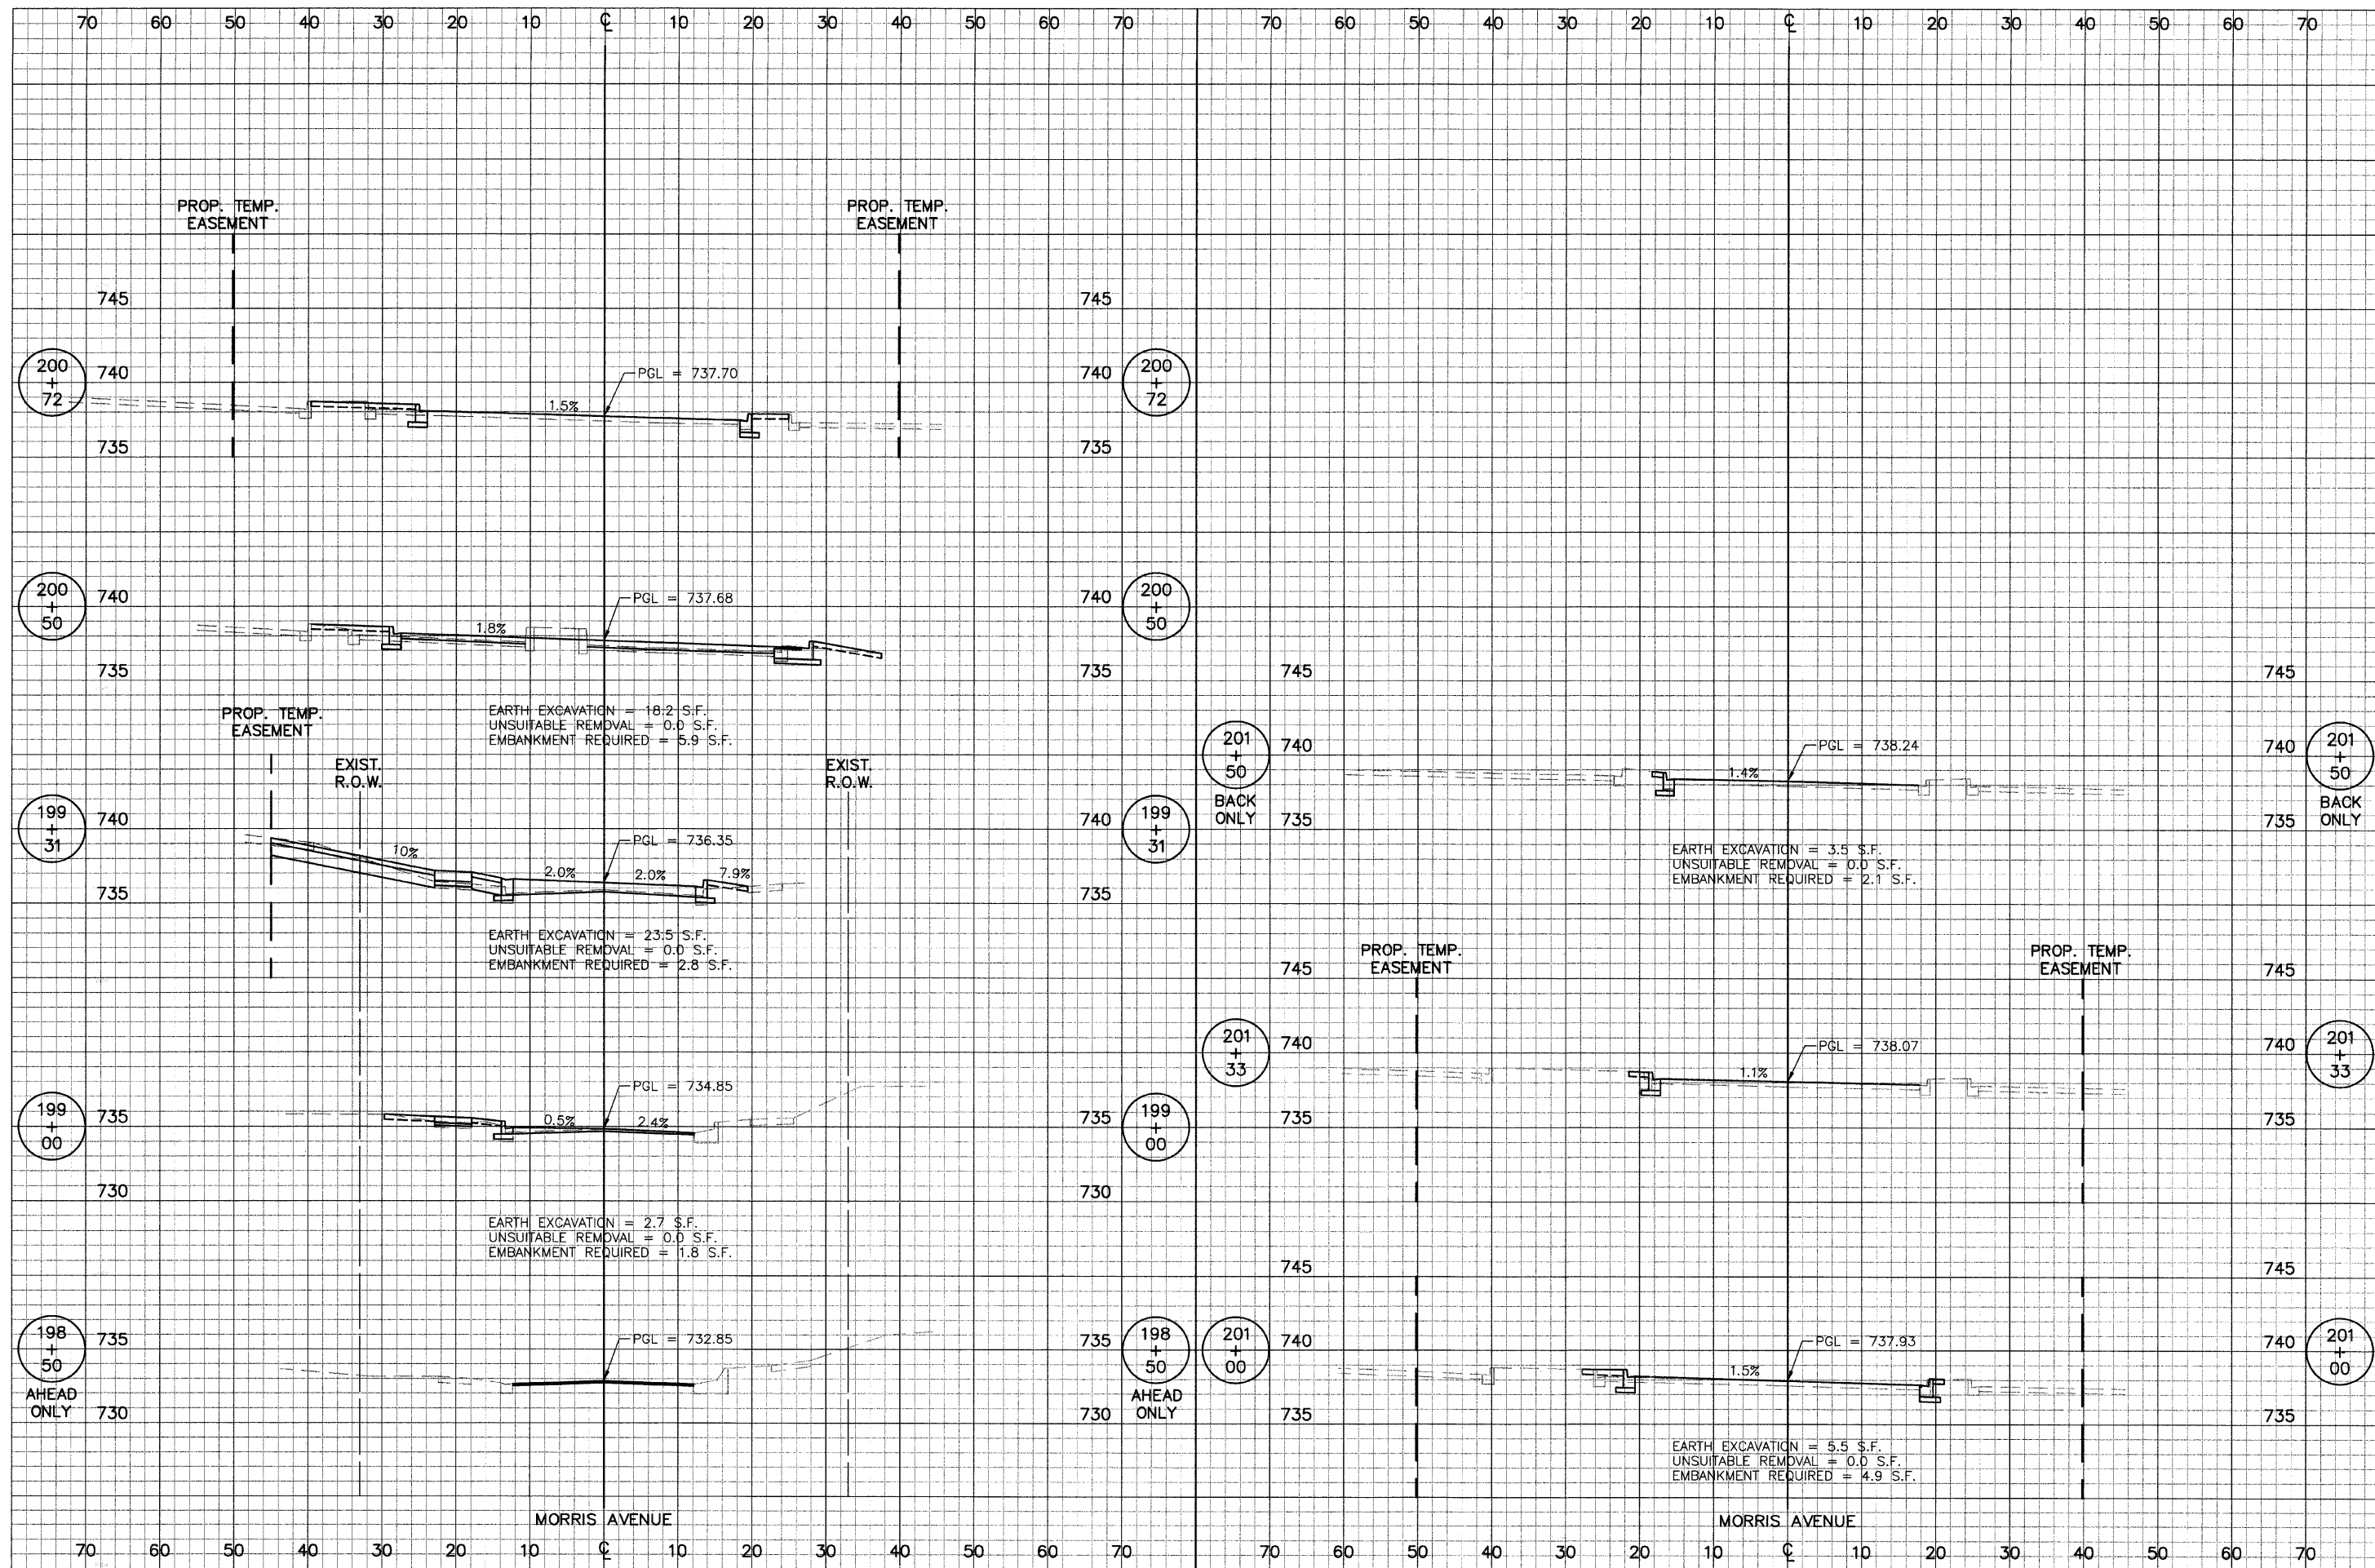 70 60 50 40 30 20 10 ℄ 10 20 30 40 50 60 70 70 60 50 40 30 20 10 ℄ 10 20 30 40 50 60 70
PROP. TEMP.
EASEMENT
PROP. TEMP.
EASEMENT
745 745
200
+
72
740
PGL = 737.70
740
200
+
72
1.5%
735 735
200
+
50
740
PGL = 737.68
740
200
+
50
1.8%
735 735
EARTH EXCAVATION = 18.2 S.F.
UNSUITABLE REMOVAL = 0.0 S.F.
EMBANKMENT REQUIRED = 5.9 S.F.
PROP. TEMP.
EASEMENT
EXIST.
R.O.W.
EXIST.
R.O.W.
199
+
31
740
PGL = 736.35
740
199
+
31
10%
2.0% 2.0% 7.9%
735 735
EARTH EXCAVATION = 23.5 S.F.
UNSUITABLE REMOVAL = 0.0 S.F.
EMBANKMENT REQUIRED = 2.8 S.F.
PGL = 734.85
199
+
00
735
0.5% 2.4%
735
199
+
00
730 730
EARTH EXCAVATION = 2.7 S.F.
UNSUITABLE REMOVAL = 0.0 S.F.
EMBANKMENT REQUIRED = 1.8 S.F.
198
+
50
AHEAD
ONLY
735
PGL = 732.85
735
198
+
50
AHEAD
ONLY
730 730
MORRIS AVENUE
745 745
201
+
50
BACK
ONLY
740
PGL = 738.24
740
201
+
50
BACK
ONLY
1.4%
735 735
EARTH EXCAVATION = 3.5 S.F.
UNSUITABLE REMOVAL = 0.0 S.F.
EMBANKMENT REQUIRED = 2.1 S.F.
PROP. TEMP.
EASEMENT
PROP. TEMP.
EASEMENT
745 745
201
+
33
740
PGL = 738.07
740
201
+
33
1.1%
735 735
745 745
201
+
00
740
PGL = 737.93
740
201
+
00
1.5%
735 735
EARTH EXCAVATION = 5.5 S.F.
UNSUITABLE REMOVAL = 0.0 S.F.
EMBANKMENT REQUIRED = 4.9 S.F.
MORRIS AVENUE
70 60 50 40 30 20 10 ℄ 10 20 30 40 50 60 70 70 60 50 40 30 20 10 ℄ 10 20 30 40 50 60 70